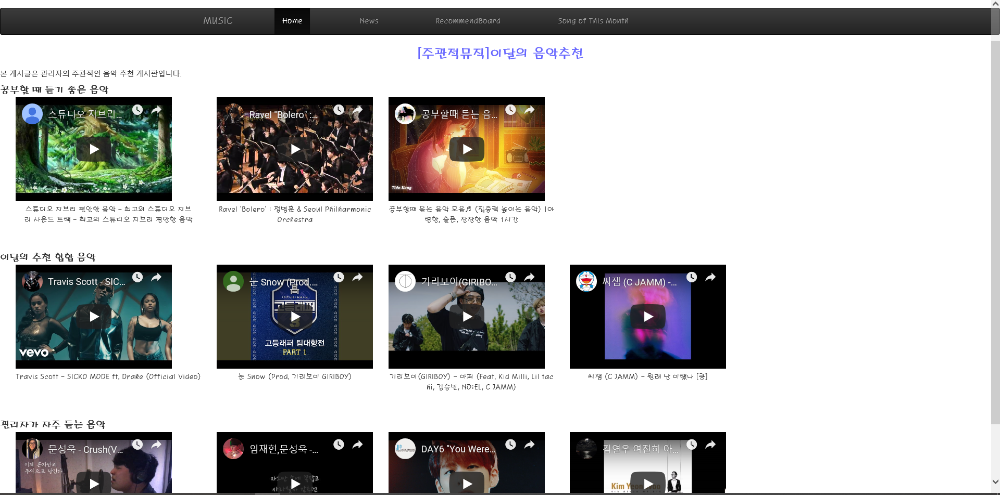 MUSIC Home News RecommendBoard Song of This Month
[주관적뮤직]이달의 음악추천
본 게시글은 관리자의 주관적인 음악 추천 게시판입니다.
공부할 때 듣기 좋은 음악
스튜디오 지브리...
Ravel "Bolero" :...
공부할때 듣는 음...
Tido Kang
스튜디오 지브리 편안한 음악 - 최고의 스튜디오 지브
리 사운드 트랙 - 최고의 스튜디오 지브리 편안한 음악
Ravel 'Bolero' : 정명훈 & Seoul Philharmonic
Orchestra
공부할때 듣는 음악 모음♬ (집중력 높이는 음악) |아
련한, 슬픈, 잔잔한 음악 1시간
이달의 추천 힙합 음악
Travis Scott - SIC...
vevo
눈 Snow (Prod....
高
고등래퍼
3
고등래퍼 팀대항전
PART 1
기리보이(GIRIBO...
씨잼 (C JAMM) -...
Travis Scott - SICKO MODE ft. Drake (Official Video)
눈 Snow (Prod. 기리보이 GIRIBOY)
기리보이(GIRIBOY) - 아퍼 (Feat. Kid Milli, Lil tac
hi, 김승민, NO:EL, C JAMM)
씨잼 (C JAMM) - 원래 난 이랬나 [킁]
관리자가 자주 듣는 음악
문성욱 - Crush(V...
이제 혼자만의
추억으로 남긴다
임재현,문성욱 -...
DAY6 "You Were...
김연우 여전히 아...